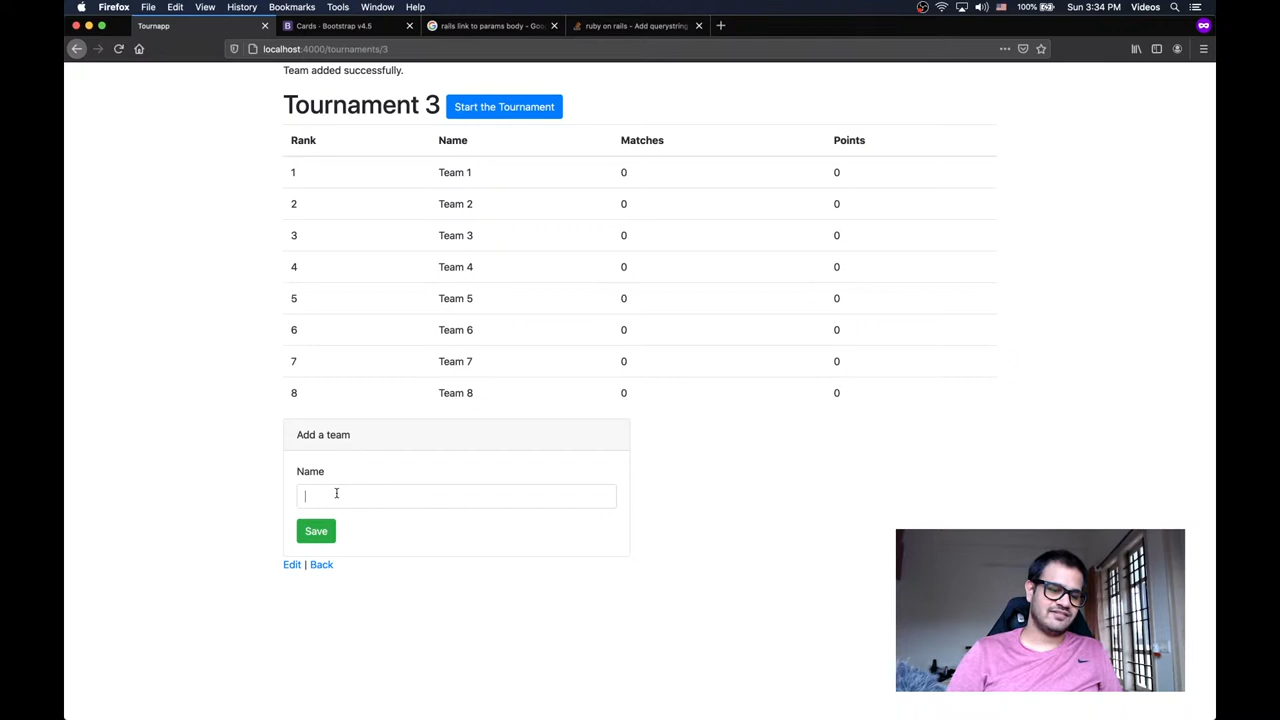 Firefox File Edit View History Bookmarks Tools Window Help 100% Sun 3:34 PM Videos
Tournapp Cards · Bootstrap v4.5 rails link to params body - Goo ruby on rails - Add querystring
localhost:4000/tournaments/3
Team added successfully.
Tournament 3 Start the Tournament
Rank Name Matches Points
1 Team 1 0 0
2 Team 2 0 0
3 Team 3 0 0
4 Team 4 0 0
5 Team 5 0 0
6 Team 6 0 0
7 Team 7 0 0
8 Team 8 0 0
Add a team
Name
Save
Edit | Back